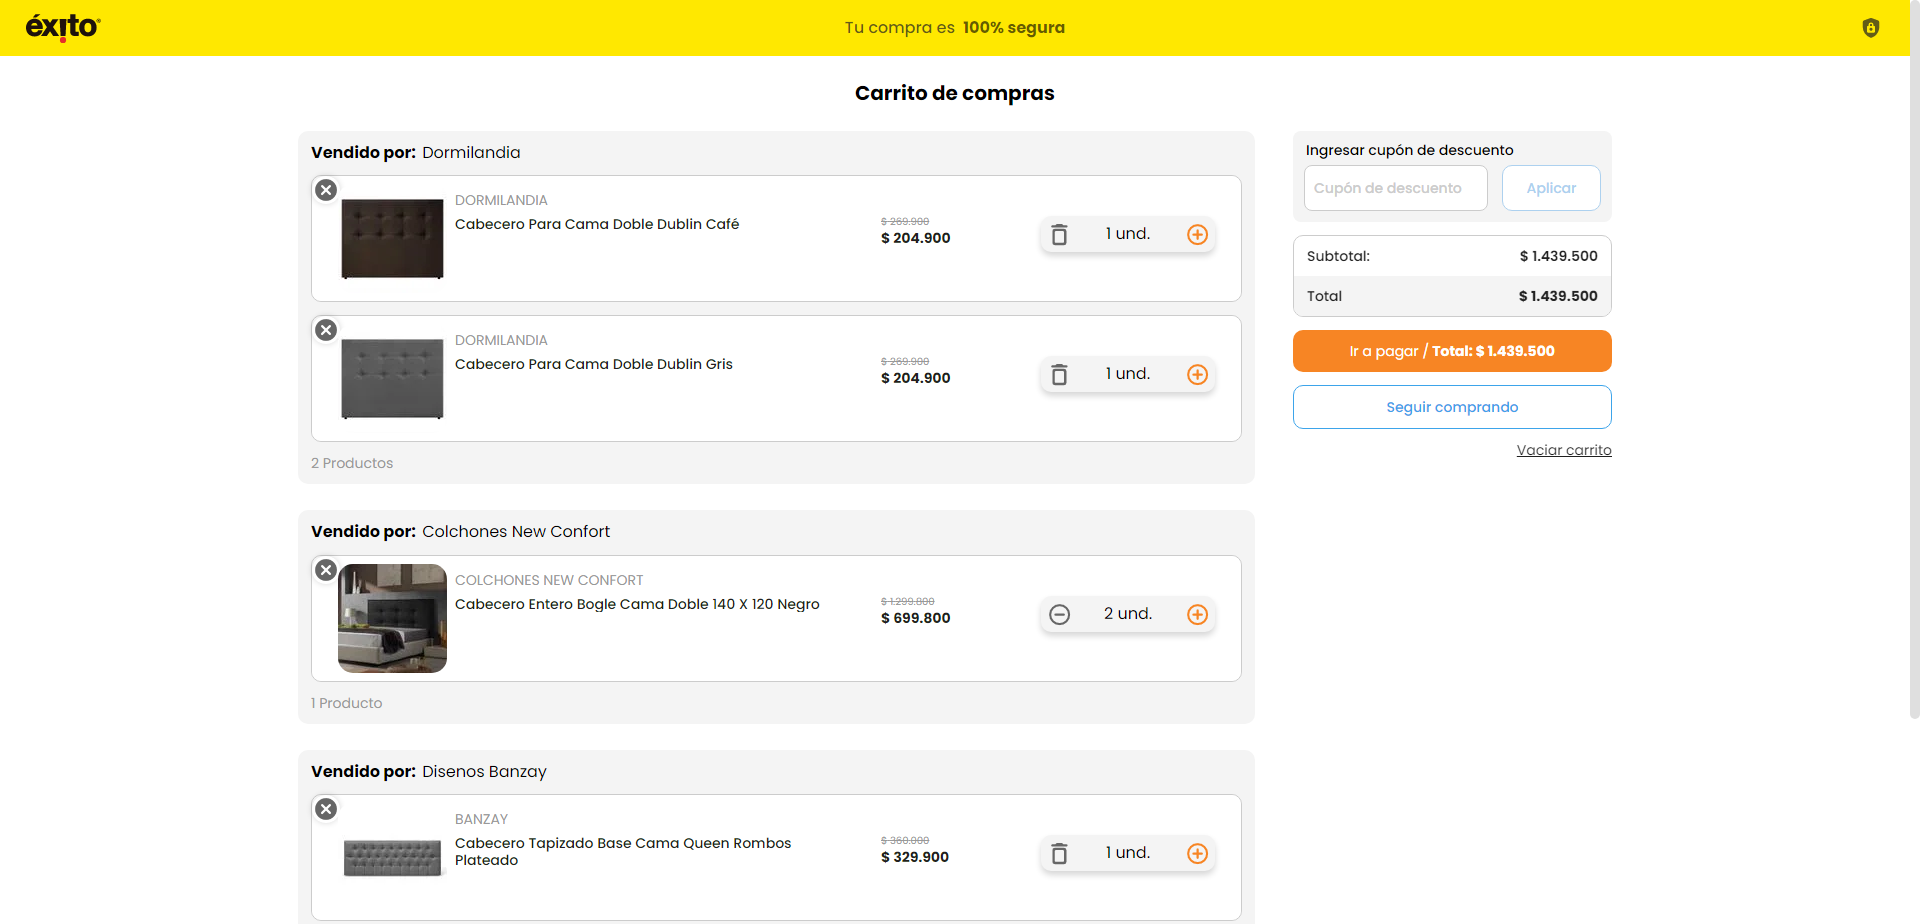 éxito
Tu compra es 100% segura
Carrito de compras
Vendido por: Dormilandia
DORMILANDIA
Cabecero Para Cama Doble Dublin Café
$ 269.900
$ 204.900
1 und.
DORMILANDIA
Cabecero Para Cama Doble Dublin Gris
$ 269.900
$ 204.900
1 und.
2 Productos
Vendido por: Colchones New Confort
COLCHONES NEW CONFORT
Cabecero Entero Bogle Cama Doble 140 X 120 Negro
$ 1.299.800
$ 699.800
2 und.
1 Producto
Vendido por: Disenos Banzay
BANZAY
Cabecero Tapizado Base Cama Queen Rombos
Plateado
$ 360.000
$ 329.900
1 und.
Ingresar cupón de descuento
Cupón de descuento
Aplicar
Subtotal: $ 1.439.500
Total $ 1.439.500
Ir a pagar / Total: $ 1.439.500
Seguir comprando
Vaciar carrito